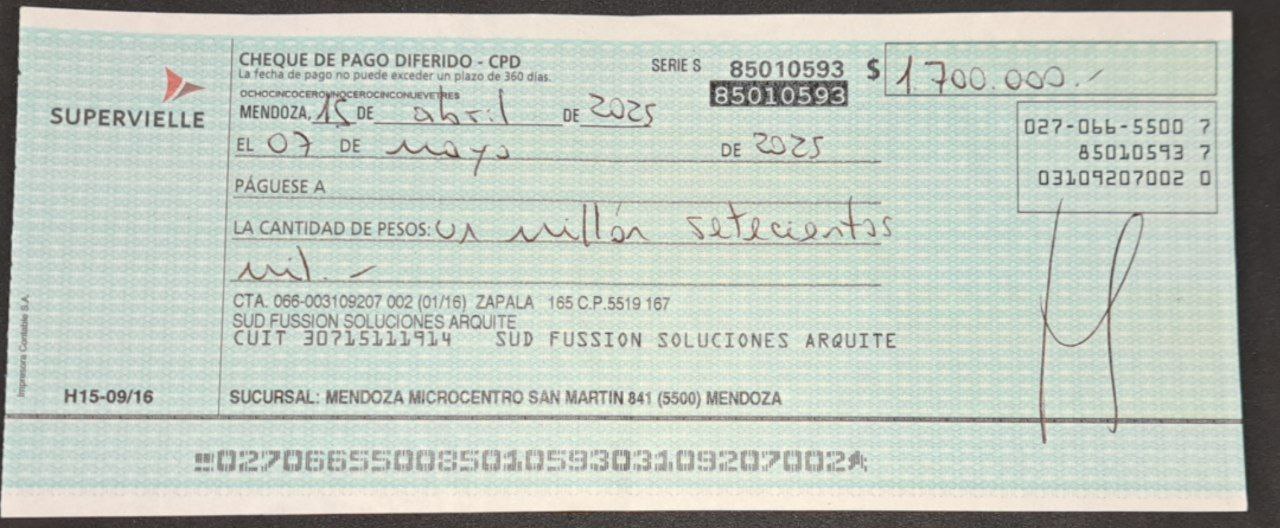 CHEQUE DE PAGO DIFERIDO - CPD
La fecha de pago no puede exceder un plazo de 360 días.
SERIE S 85010593 $ 1.700.000.-
85010593
OCHOCINCOCEROUNOCEROCINCONUEVETRES
MENDOZA, 15 DE abril DE 2025
SUPERVIELLE
027-066-5500 7
85010593 7
03109207002 0
EL 07 DE mayo DE 2025
PÁGUESE A
LA CANTIDAD DE PESOS: un millón setecientos
mil.-
CTA. 066-003109207 002 (01/16) ZAPALA 165 C.P.5519 167
SUD FUSSION SOLUCIONES ARQUITE
CUIT 30715111914 SUD FUSSION SOLUCIONES ARQUITE
Impresora Contable S.A.
H15-09/16
SUCURSAL: MENDOZA MICROCENTRO SAN MARTIN 841 (5500) MENDOZA
02706655008501059303109207002